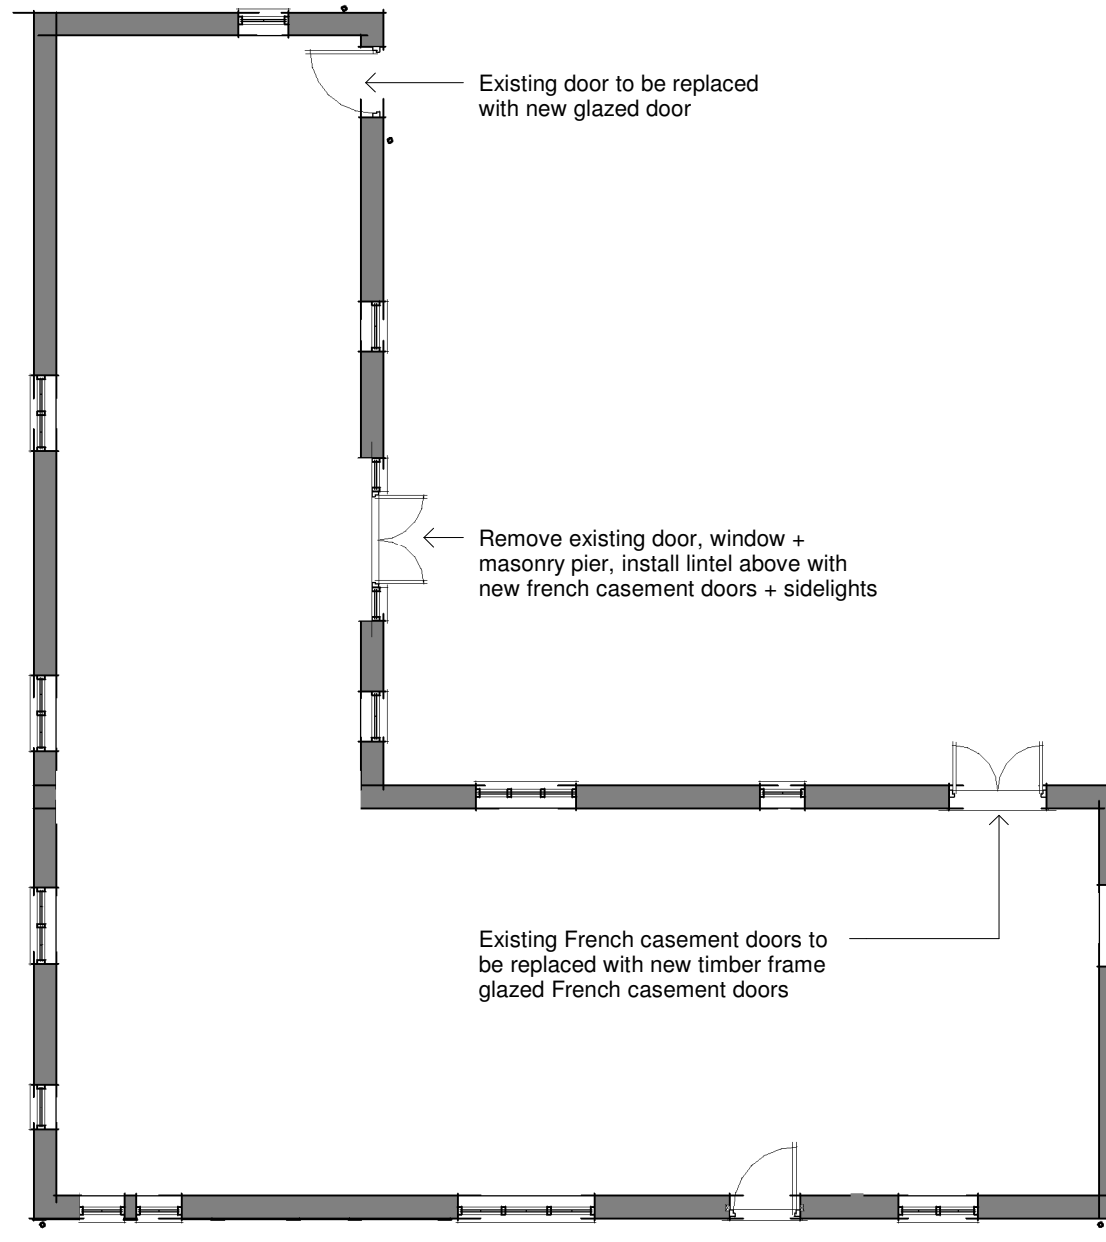 Existing door to be replaced
with new glazed door
Remove existing door, window +
masonry pier, install lintel above with
new french casement doors + sidelights
Existing French casement doors to
be replaced with new timber frame
glazed French casement doors